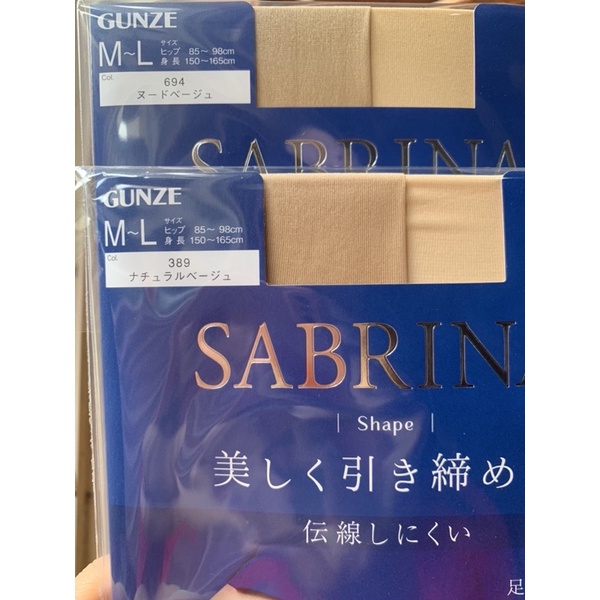 GUNZE
M~L サイズ
ヒップ 85~ 98cm
身長 150~165cm
Col.
694
ヌードベージュ
SABRINA
GUNZE
M~L サイズ
ヒップ 85~ 98cm
身長 150~165cm
Col.
389
ナチュラルベージュ
SABRINA
| Shape |
美しく引き締め
伝線しにくい
足